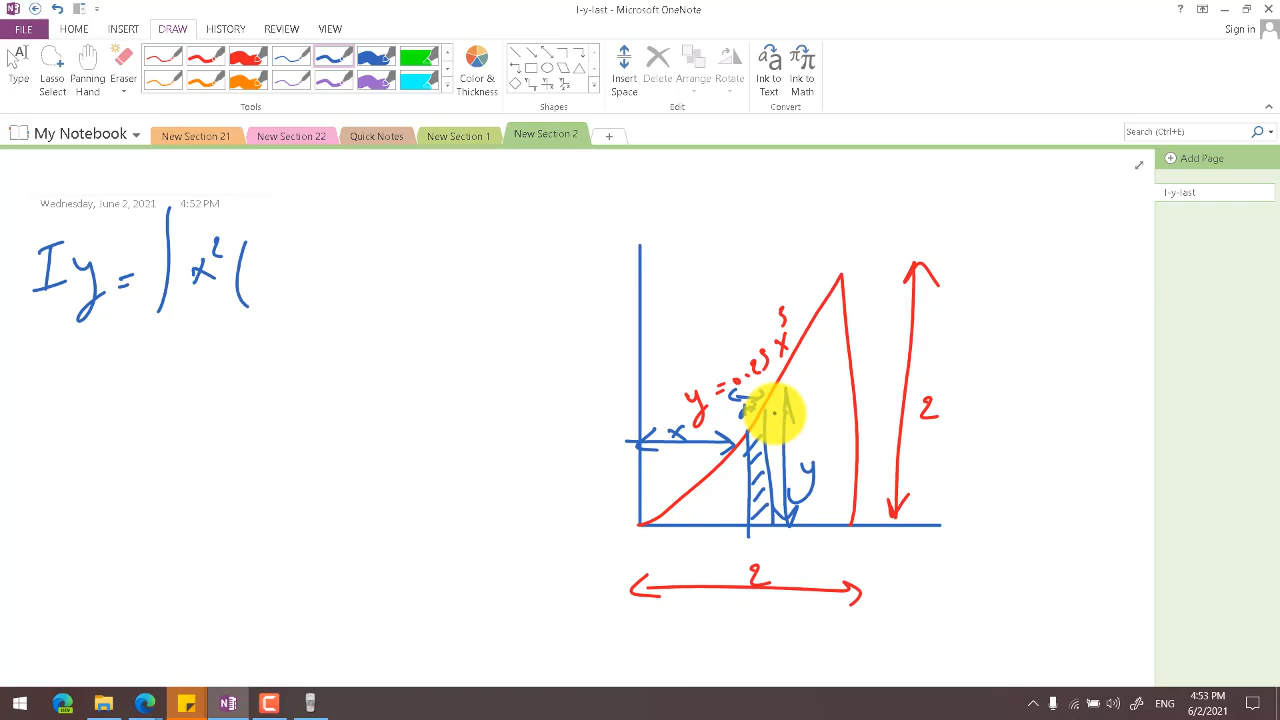 I-y-last - Microsoft OneNote
FILE HOME INSERT DRAW HISTORY REVIEW VIEW
Sign in
Type
Lasso Select
Panning Hand
Eraser
Color & Thickness
Insert Space
Delete
Arrange
Rotate
Ink to Text
Ink to Math
Tools
Shapes
Edit
Convert
My Notebook
New Section 21
New Section 22
Quick Notes
New Section 1
New Section 2
Search (Ctrl+E)
Add Page
I-y-last
Wednesday, June 2, 2021 4:52 PM
Iy = ∫ x² (
y = 0.25 x³
x
y
2
2
4:53 PM
ENG
6/2/2021